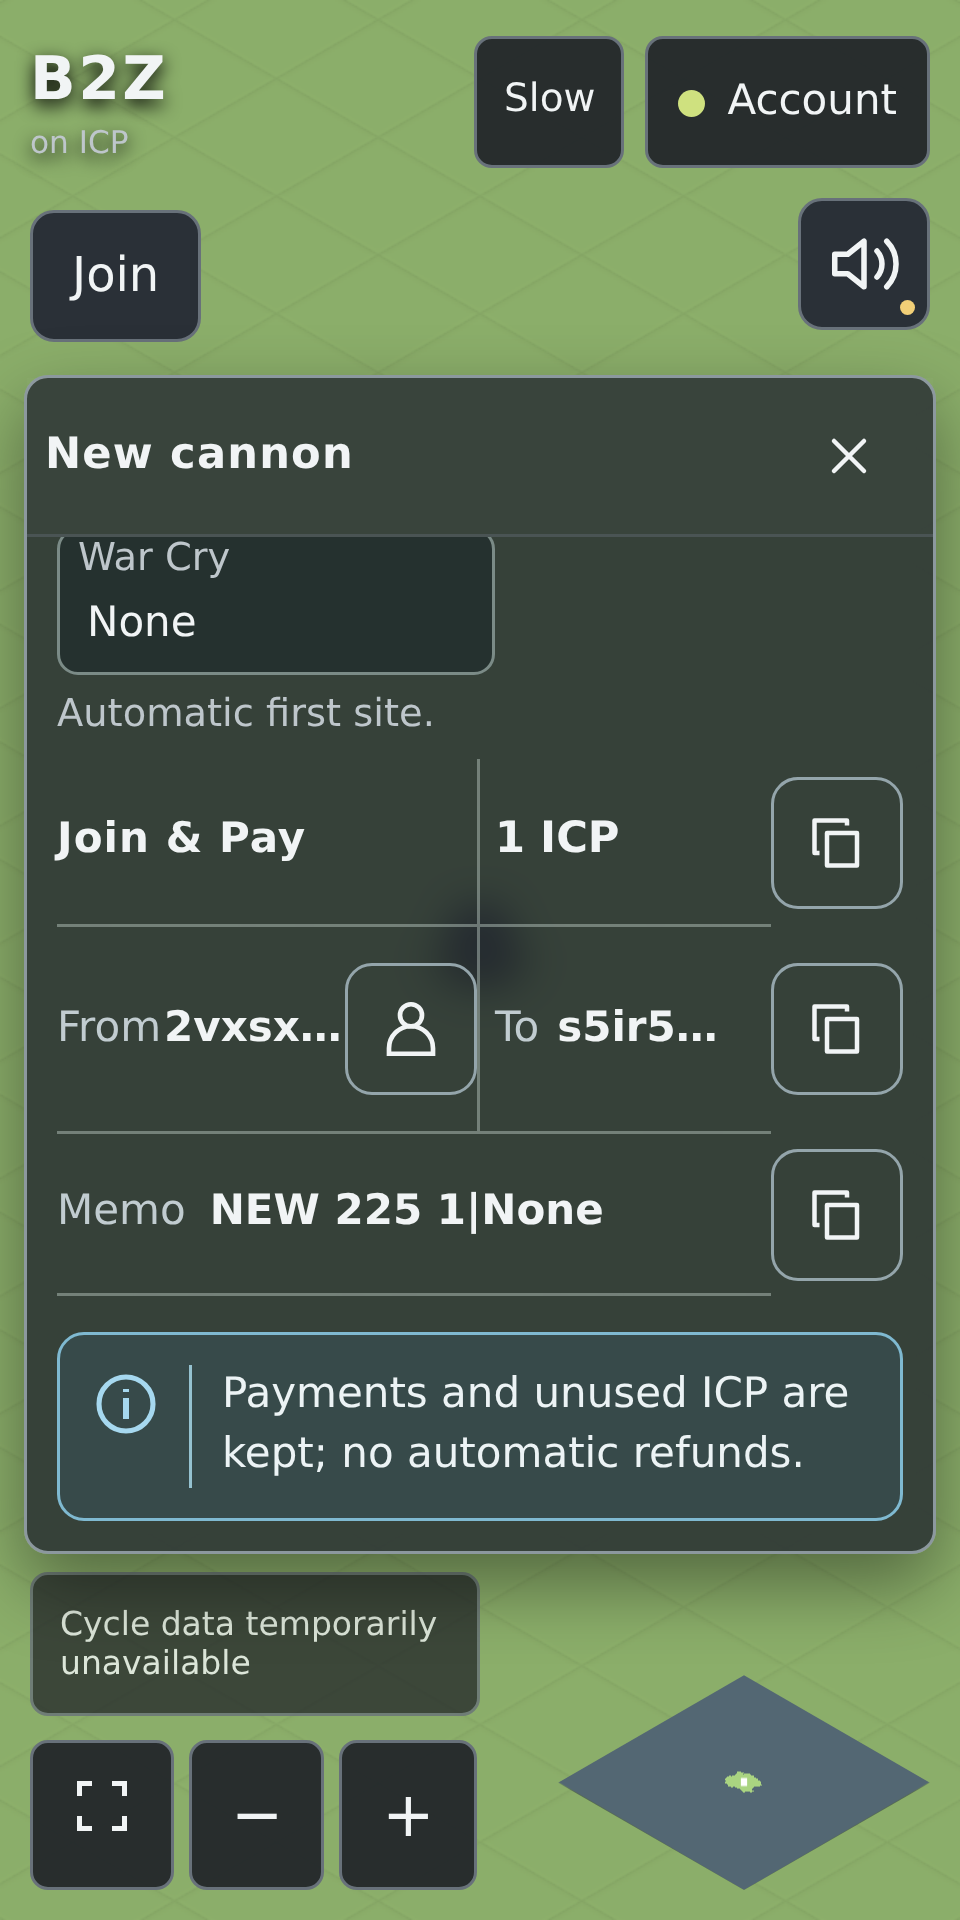 B2Z
on ICP
Slow
Account
Join
New cannon
War Cry
None
Automatic first site.
Join & Pay
1 ICP
From 2vxsx…
To s5ir5…
Memo NEW 225 1|None
Payments and unused ICP are
kept; no automatic refunds.
Cycle data temporarily
unavailable